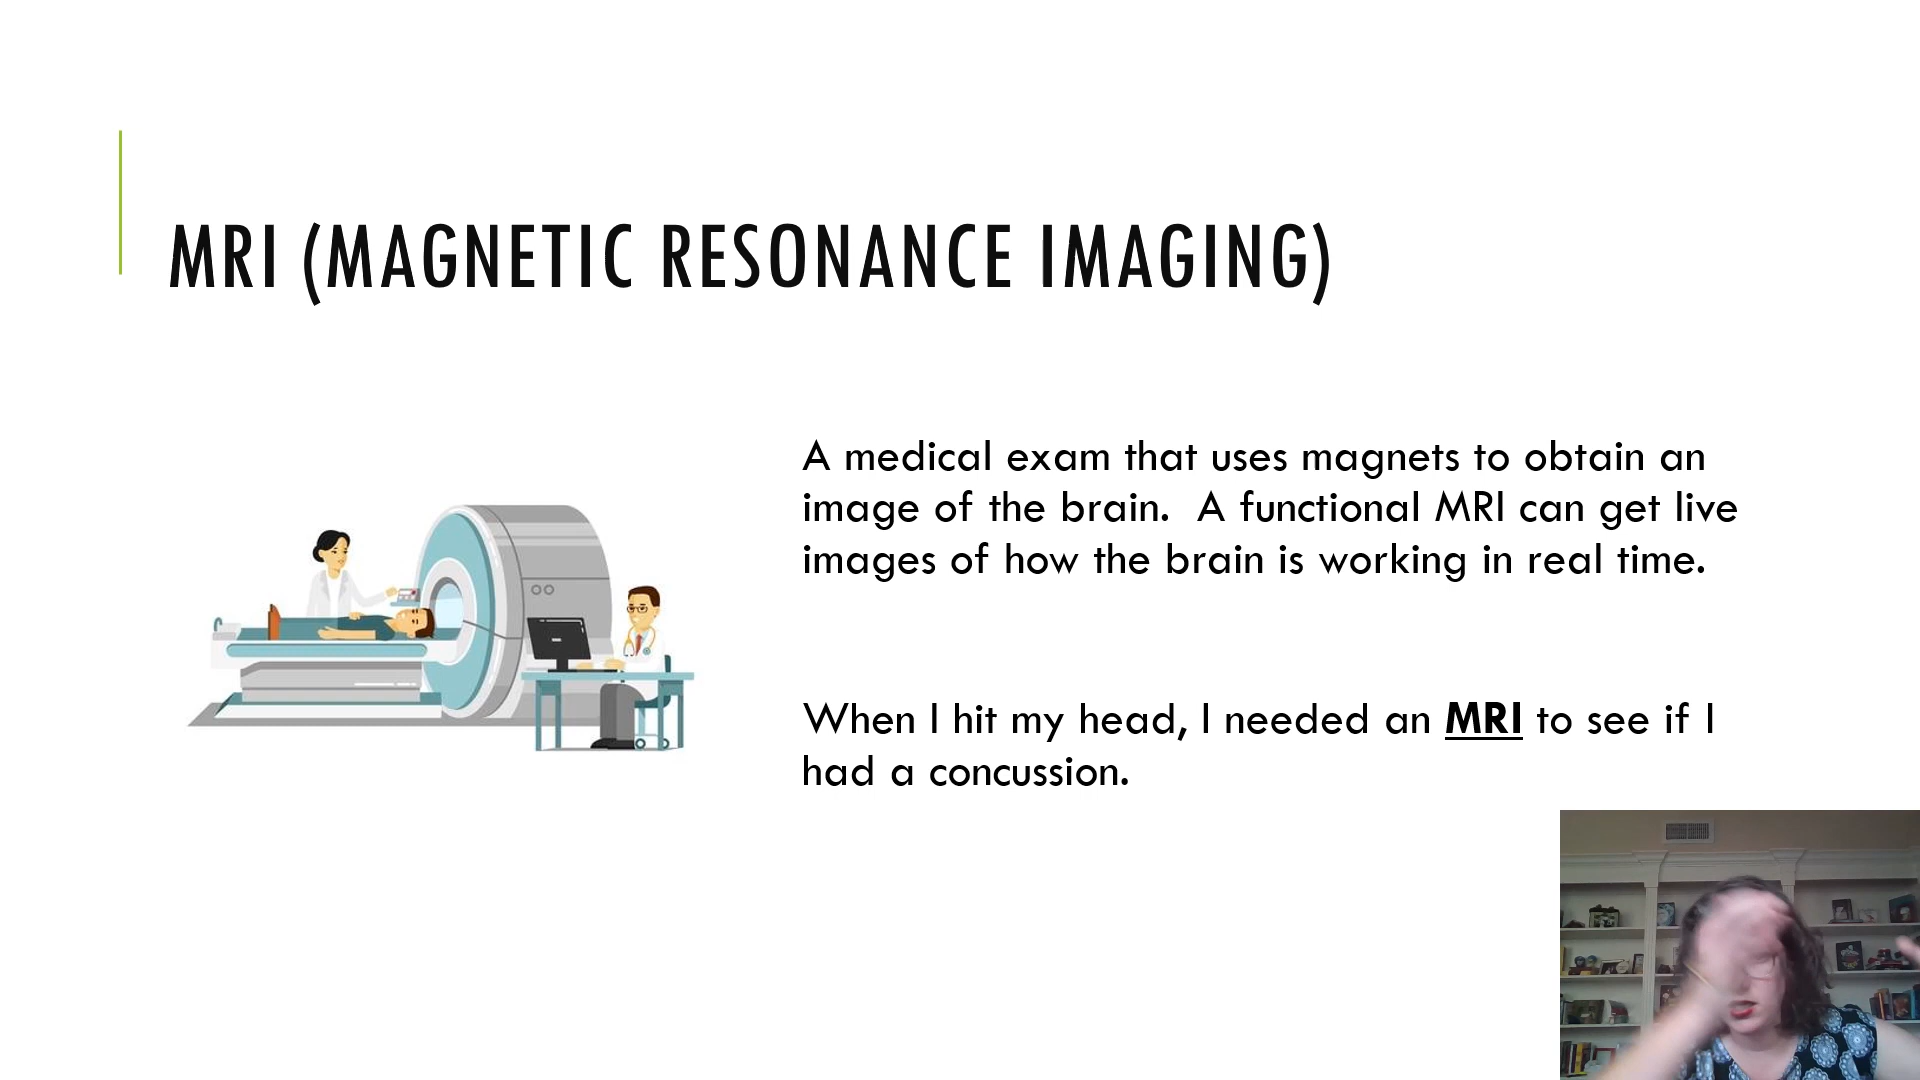 MRI (MAGNETIC RESONANCE IMAGING)
A medical exam that uses magnets to obtain an
image of the brain.  A functional MRI can get live
images of how the brain is working in real time.
When I hit my head, I needed an MRI to see if I
had a concussion.